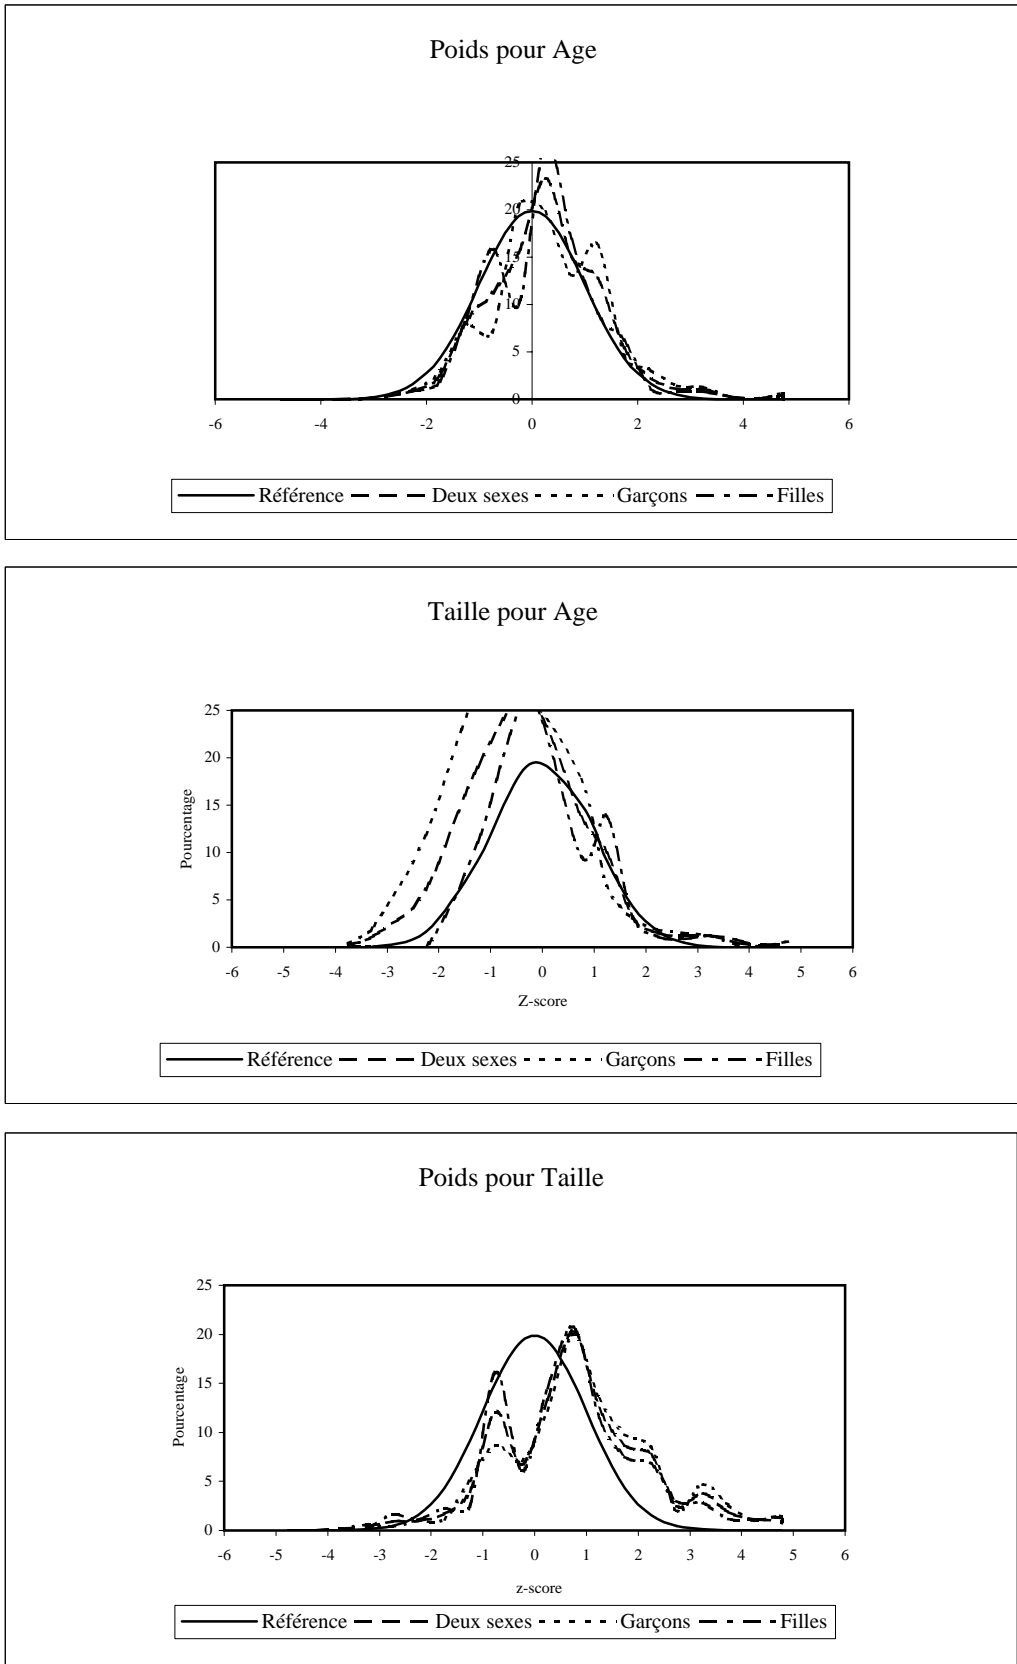 Poids pour Age
25
20
15
10
5
0
-6 -4 -2 0 2 4 6
Référence Deux sexes Garçons Filles
Taille pour Age
Pourcentage
25
20
15
10
5
0
-6 -5 -4 -3 -2 -1 0 1 2 3 4 5 6
Z-score
Référence Deux sexes Garçons Filles
Poids pour Taille
Pourcentage
25
20
15
10
5
0
-6 -5 -4 -3 -2 -1 0 1 2 3 4 5 6
z-score
Référence Deux sexes Garçons Filles